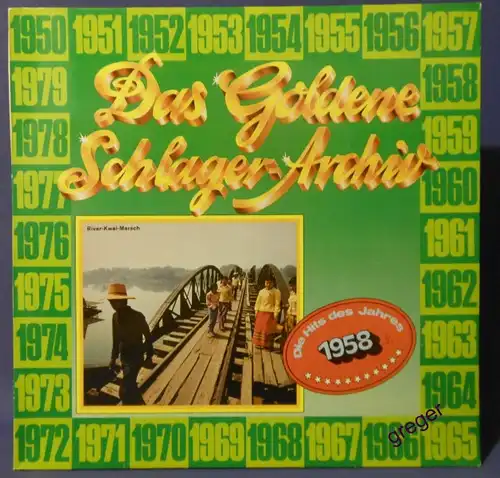 1950 1951 1952 1953 1954 1955 1956 1957
1979 1958
1978 1959
1977 1960
1976 1961
1975 1962
1974 1963
1973 1964
1972 1971 1970 1969 1968 1967 1966 1965
Das Goldene
Schlager-Archiv
River-Kwai-Marsch
Die Hits des Jahres
1958
greger